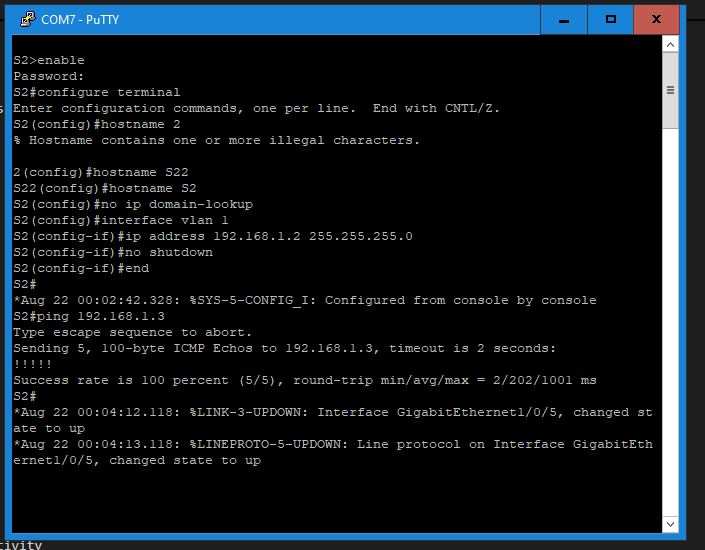 COM7 - PuTTY
S2>enable
Password:
S2#configure terminal
Enter configuration commands, one per line.  End with CNTL/Z.
S2(config)#hostname 2
% Hostname contains one or more illegal characters.
2(config)#hostname S22
S22(config)#hostname S2
S2(config)#no ip domain-lookup
S2(config)#interface vlan 1
S2(config-if)#ip address 192.168.1.2 255.255.255.0
S2(config-if)#no shutdown
S2(config-if)#end
S2#
*Aug 22 00:02:42.328: %SYS-5-CONFIG_I: Configured from console by console
S2#ping 192.168.1.3
Type escape sequence to abort.
Sending 5, 100-byte ICMP Echos to 192.168.1.3, timeout is 2 seconds:
!!!!!
Success rate is 100 percent (5/5), round-trip min/avg/max = 2/202/1001 ms
S2#
*Aug 22 00:04:12.118: %LINK-3-UPDOWN: Interface GigabitEthernet1/0/5, changed st
ate to up
*Aug 22 00:04:13.118: %LINEPROTO-5-UPDOWN: Line protocol on Interface GigabitEth
ernet1/0/5, changed state to up
tivity